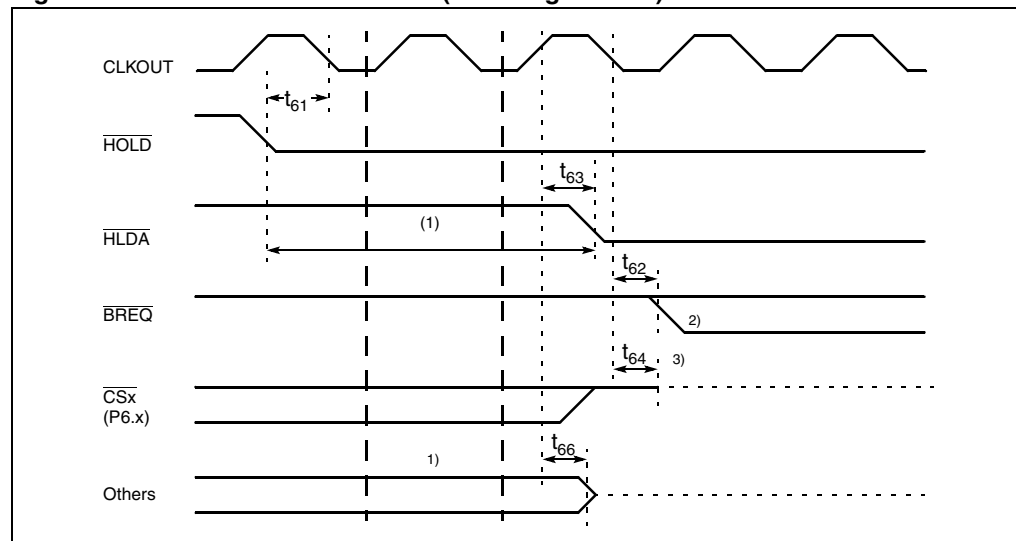 CLKOUT
t61
HOLD
t63
HLDA
(1)
t62
BREQ
2)
t64
3)
CSx
(P6.x)
t66
1)
Others